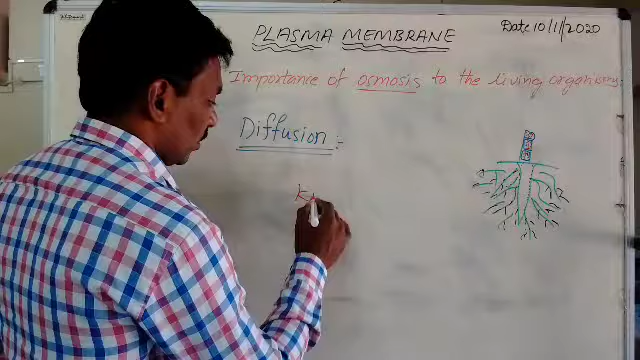 PLASMA MEMBRANE
Date 10/11/2020
Importance of osmosis to the living organisms
Diffusion :-
K